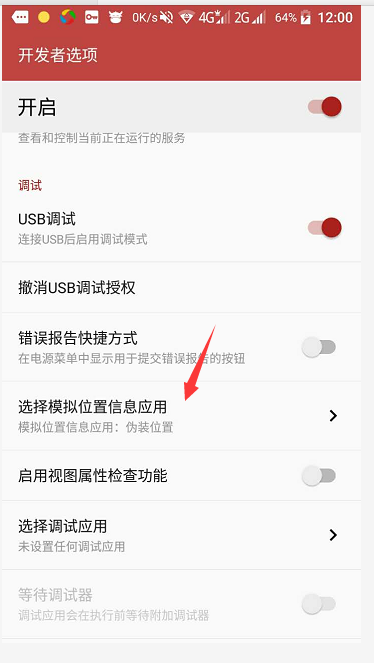 0K/s 4G 2G 64% 12:00
开发者选项
开启
查看和控制当前正在运行的服务
调试
USB调试
连接USB后启用调试模式
撤消USB调试授权
错误报告快捷方式
在电源菜单中显示用于提交错误报告的按钮
选择模拟位置信息应用
模拟位置信息应用：伪装位置
启用视图属性检查功能
选择调试应用
未设置任何调试应用
等待调试器
调试应用会在执行前等待附加调试器